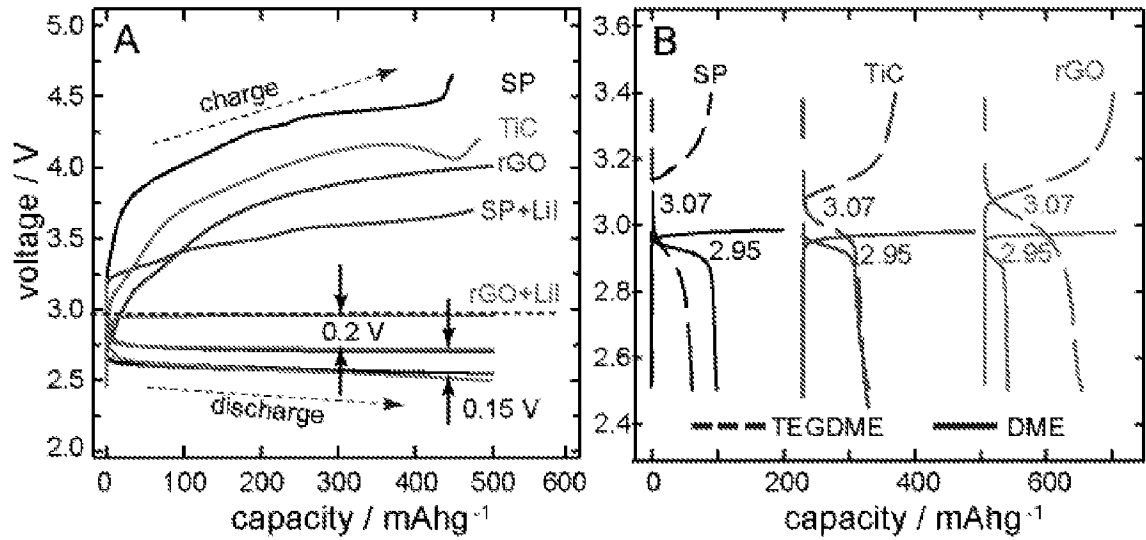 A
5.0
4.5
4.0
3.5
3.0
2.5
2.0
voltage / V
charge
SP
TiC
rGO
SP+LiI
rGO+LiI
0.2 V
0.15 V
discharge
0 100 200 300 400 500 600
capacity / mAhg-1
B
3.6
3.4
3.2
3.0
2.8
2.6
2.4
SP TiC rGO
3.07 3.07 3.07
2.95 2.95 2.95
TEGDME DME
0 200 400 600
capacity / mAhg-1